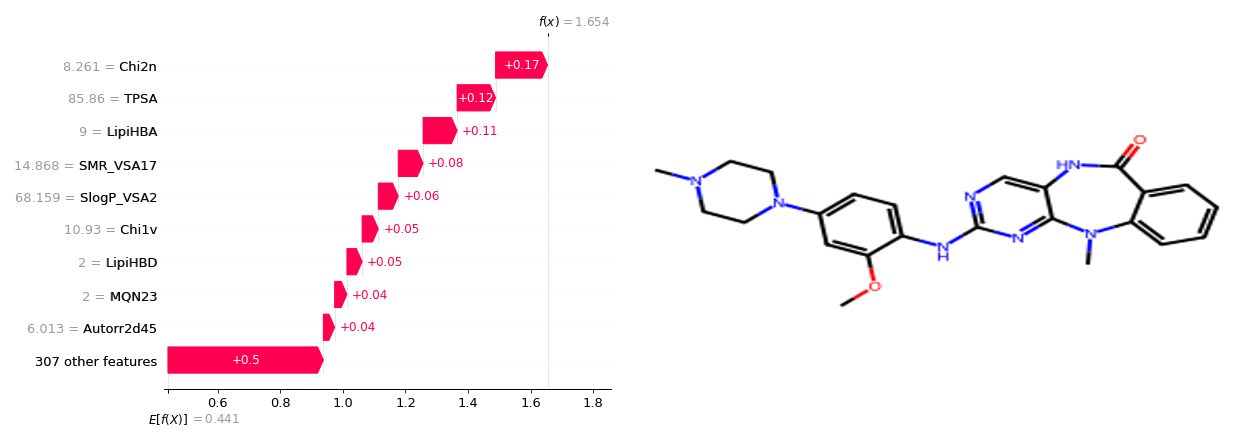 f(x) = 1.654
8.261 = Chi2n
+0.17
85.86 = TPSA
+0.12
9 = LipiHBA
+0.11
14.868 = SMR_VSA17
+0.08
68.159 = SlogP_VSA2
+0.06
10.93 = Chi1v
+0.05
2 = LipiHBD
+0.05
2 = MQN23
+0.04
6.013 = Autorr2d45
+0.04
307 other features
+0.5
0.6 0.8 1.0 1.2 1.4 1.6 1.8
E[f(X)] = 0.441
O
HN
N
N
N
N
N
N
H
O